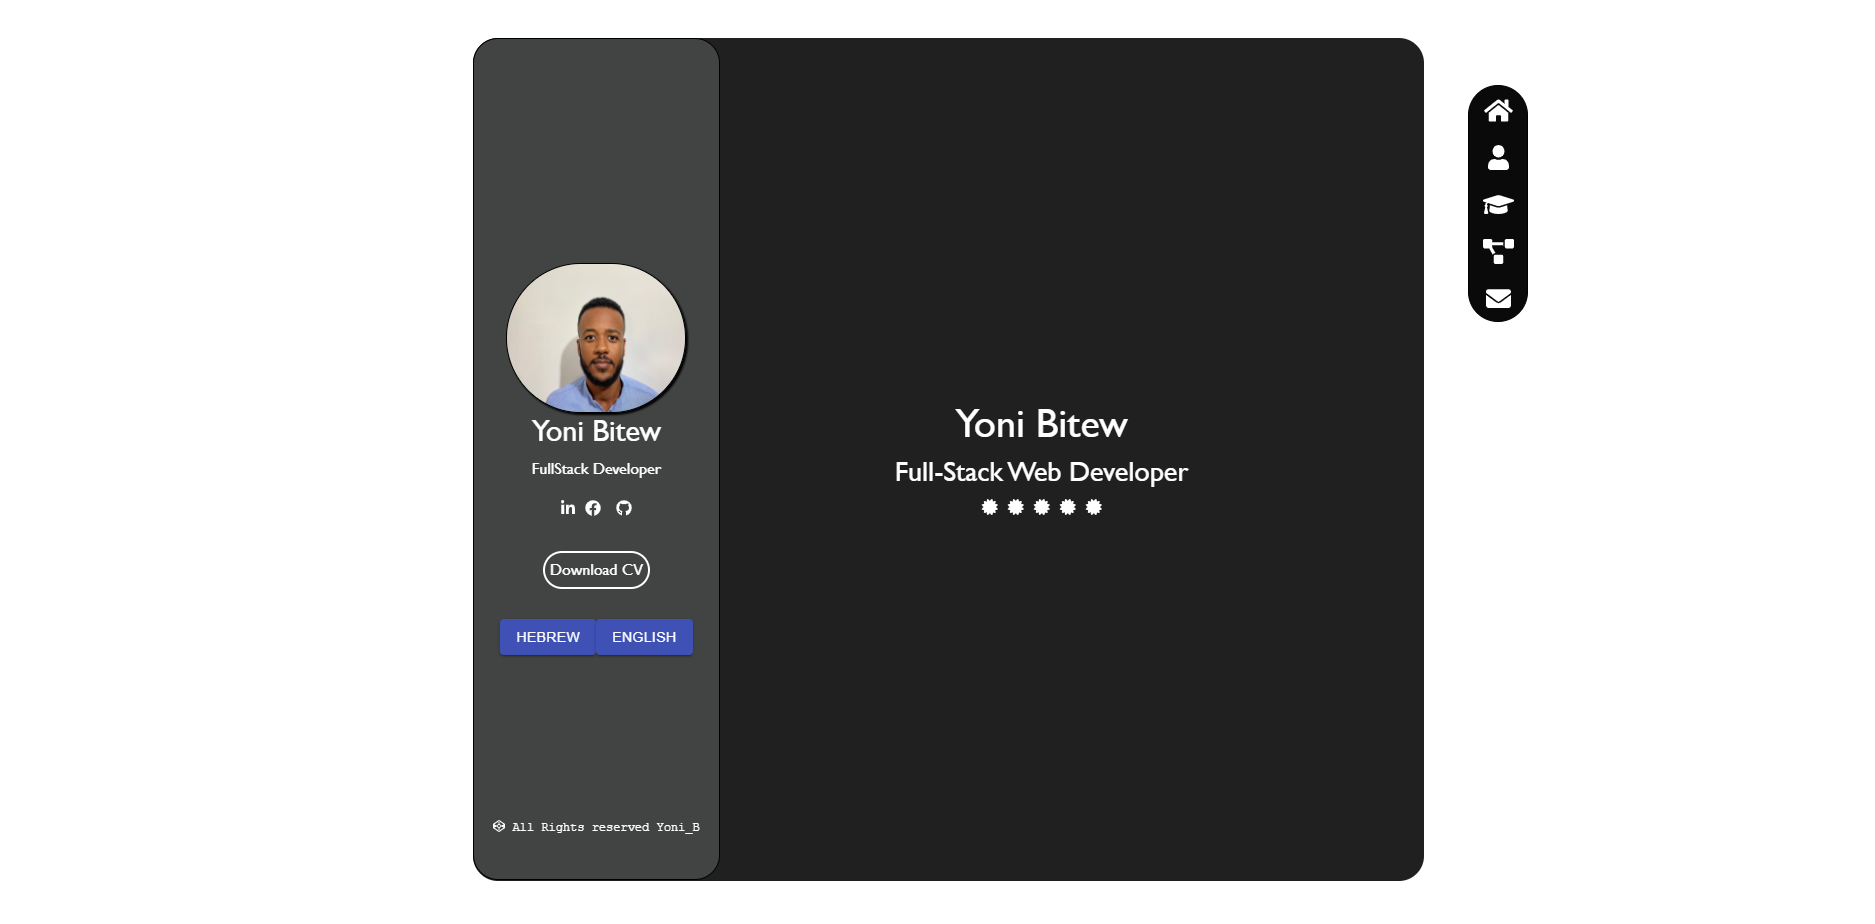 Yoni Bitew
FullStack Developer
Download CV
HEBREW ENGLISH
All Rights reserved Yoni_B
Yoni Bitew
Full-Stack Web Developer